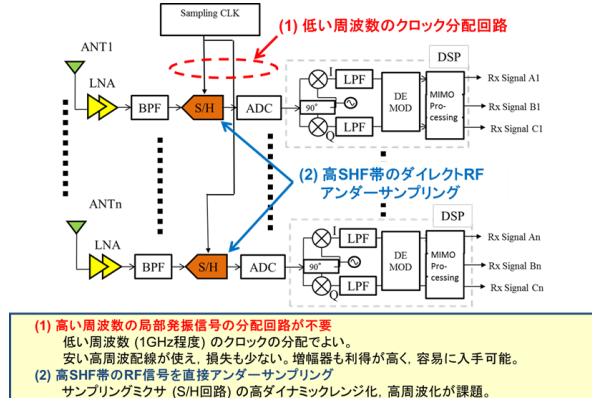 Sampling CLK
(1) 低い周波数のクロック分配回路
ANT1
LNA
BPF
S/H
ADC
DSP
I
LPF
90°
Q
LPF
DE
MOD
MIMO
Pro-
cessing
Rx Signal A1
Rx Signal B1
Rx Signal C1
(2) 高SHF帯のダイレクトRF
アンダーサンプリング
ANTn
LNA
BPF
S/H
ADC
DSP
I
LPF
90°
Q
LPF
DE
MOD
MIMO
Pro-
cessing
Rx Signal An
Rx Signal Bn
Rx Signal Cn
(1) 高い周波数の局部発振信号の分配回路が不要
低い周波数 (1GHz程度) のクロックの分配でよい。
安い高周波配線が使え, 損失も少ない。増幅器も利得が高く, 容易に入手可能。
(2) 高SHF帯のRF信号を直接アンダーサンプリング
サンプリングミクサ (S/H回路) の高ダイナミックレンジ化, 高周波化が課題。